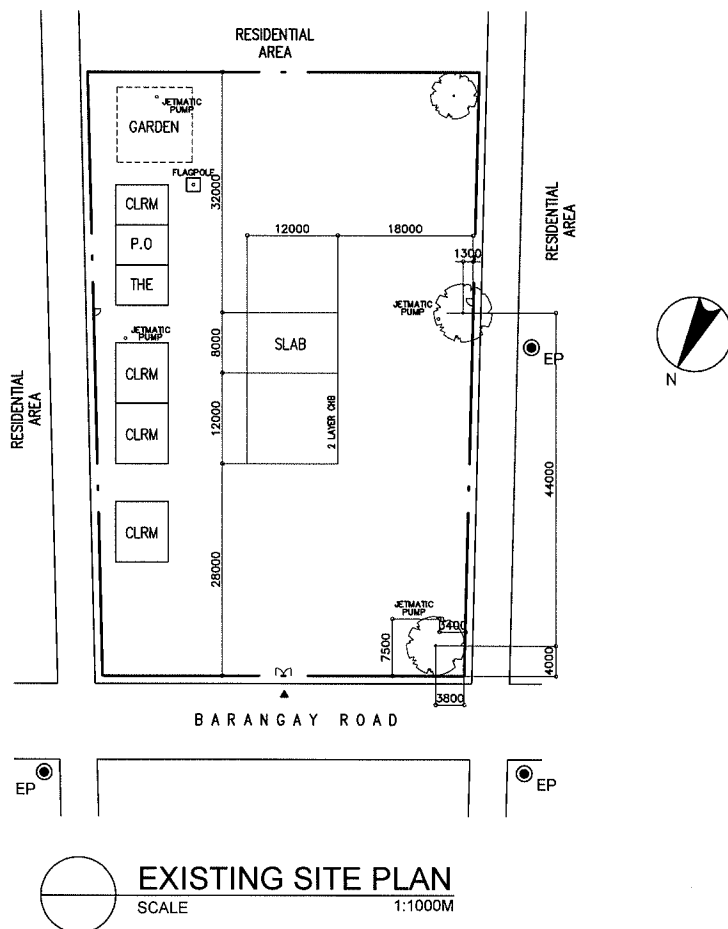 RESIDENTIAL
AREA
JETMATIC
PUMP
GARDEN
FLAGPOLE
32000
CLRM
P.O
THE
12000
18000
RESIDENTIAL
AREA
1300
JETMATIC
PUMP
EP
N
JETMATIC
PUMP
8000
SLAB
CLRM
CLRM
RESIDENTIAL
AREA
12000
2 LAYER CHB
44000
CLRM
28000
JETMATIC
PUMP
3400
7500
4000
3800
BARANGAY ROAD
EP
EP
EXISTING SITE PLAN
SCALE 1:1000M